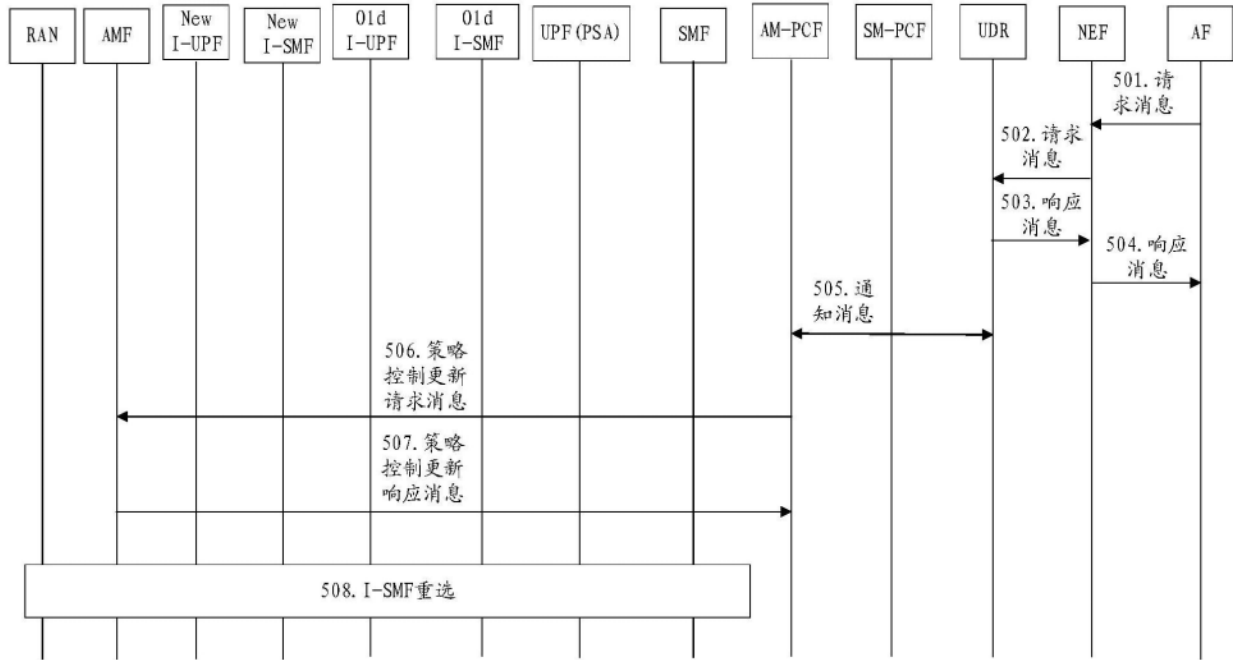 RAN
AMF
New
I-UPF
New
I-SMF
Old
I-UPF
Old
I-SMF
UPF(PSA)
SMF
AM-PCF
SM-PCF
UDR
NEF
AF
501.请
求消息
502.请求
消息
503.响应
消息
504.响应
消息
505.通
知消息
506.策略
控制更新
请求消息
507.策略
控制更新
响应消息
508.I-SMF重选